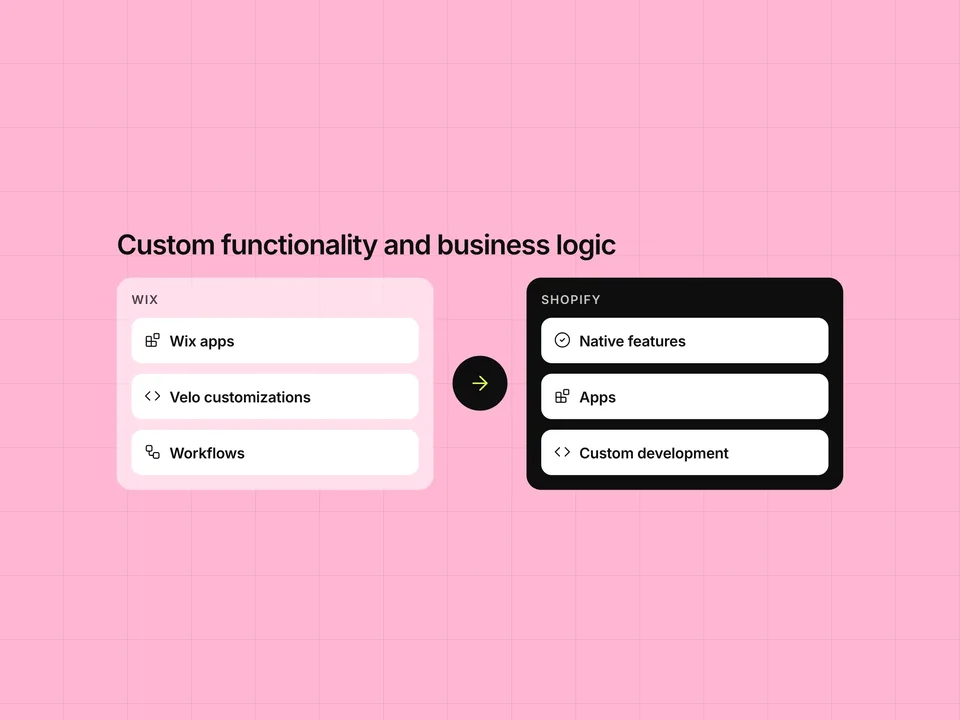 Custom functionality and business logic
WIX
Wix apps
Velo customizations
Workflows
SHOPIFY
Native features
Apps
Custom development